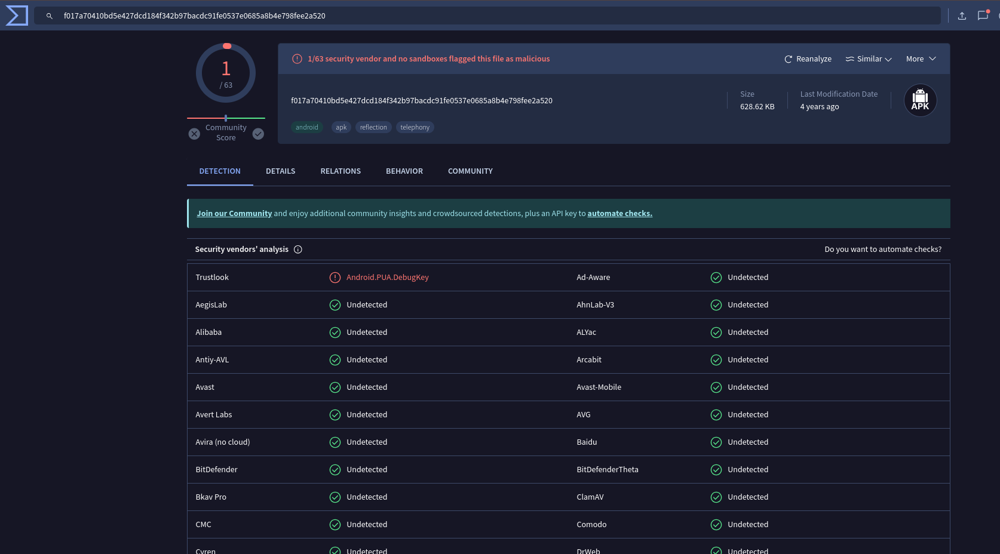 f017a70410bd5e427dcd184f342b97bacdc91fe0537e0685a8b4e798fee2a520
1
/ 63
Community
Score
1/63 security vendor and no sandboxes flagged this file as malicious
Reanalyze
Similar
More
f017a70410bd5e427dcd184f342b97bacdc91fe0537e0685a8b4e798fee2a520
android
apk
reflection
telephony
Size
628.62 KB
Last Modification Date
4 years ago
APK
DETECTION
DETAILS
RELATIONS
BEHAVIOR
COMMUNITY
Join our Community and enjoy additional community insights and crowdsourced detections, plus an API key to automate checks.
Security vendors' analysis
Do you want to automate checks?
Trustlook Android.PUA.DebugKey Ad-Aware Undetected
AegisLab Undetected AhnLab-V3 Undetected
Alibaba Undetected ALYac Undetected
Antiy-AVL Undetected Arcabit Undetected
Avast Undetected Avast-Mobile Undetected
Avert Labs Undetected AVG Undetected
Avira (no cloud) Undetected Baidu Undetected
BitDefender Undetected BitDefenderTheta Undetected
Bkav Pro Undetected ClamAV Undetected
CMC Undetected Comodo Undetected
Cyren Undetected DrWeb Undetected